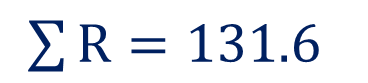 ∑ R = 131.6